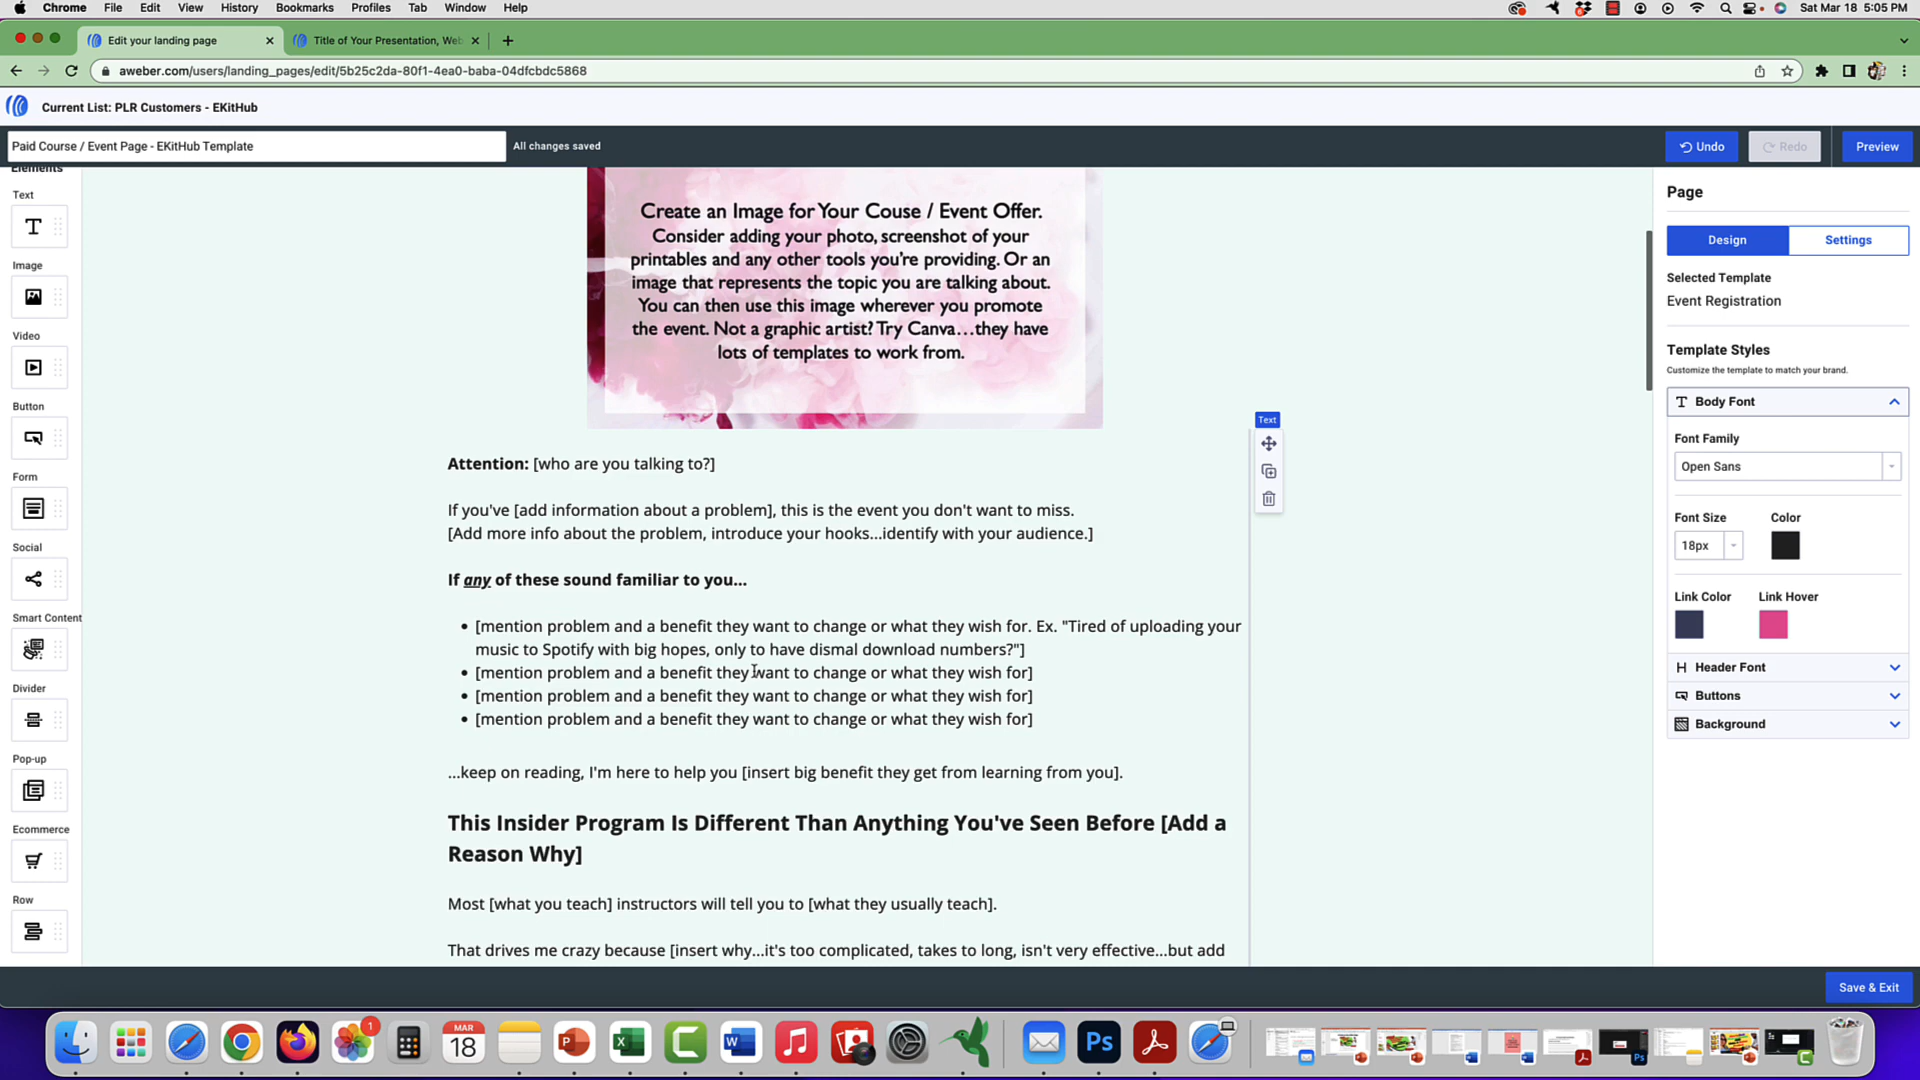 Chrome File Edit View History Bookmarks Profiles Tab Window Help Sat Mar 18 5:05 PM
Edit your landing page
Title of Your Presentation, Web
aweber.com/users/landing_pages/edit/5b25c2da-80f1-4ea0-baba-04dfcbdc5868
Current List: PLR Customers - EKitHub
Paid Course / Event Page - EKitHub Template
All changes saved
Undo
Redo
Preview
Elements
Text
Image
Video
Button
Form
Social
Smart Content
Divider
Pop-up
Ecommerce
Row
Create an Image for Your Couse / Event Offer.
Consider adding your photo, screenshot of your
printables and any other tools you're providing. Or an
image that represents the topic you are talking about.
You can then use this image wherever you promote
the event. Not a graphic artist? Try Canva…they have
lots of templates to work from.
Text
Attention: [who are you talking to?]
If you've [add information about a problem], this is the event you don't want to miss.
[Add more info about the problem, introduce your hooks...identify with your audience.]
If any of these sound familiar to you...
• [mention problem and a benefit they want to change or what they wish for. Ex. "Tired of uploading your
music to Spotify with big hopes, only to have dismal download numbers?"]
• [mention problem and a benefit they want to change or what they wish for]
• [mention problem and a benefit they want to change or what they wish for]
• [mention problem and a benefit they want to change or what they wish for]
...keep on reading, I'm here to help you [insert big benefit they get from learning from you].
This Insider Program Is Different Than Anything You've Seen Before [Add a
Reason Why]
Most [what you teach] instructors will tell you to [what they usually teach].
That drives me crazy because [insert why...it's too complicated, takes to long, isn't very effective...but add
Page
Design
Settings
Selected Template
Event Registration
Template Styles
Customize the template to match your brand.
Body Font
Font Family
Open Sans
Font Size
Color
18px
Link Color
Link Hover
Header Font
Buttons
Background
Save & Exit
1
MAR
18